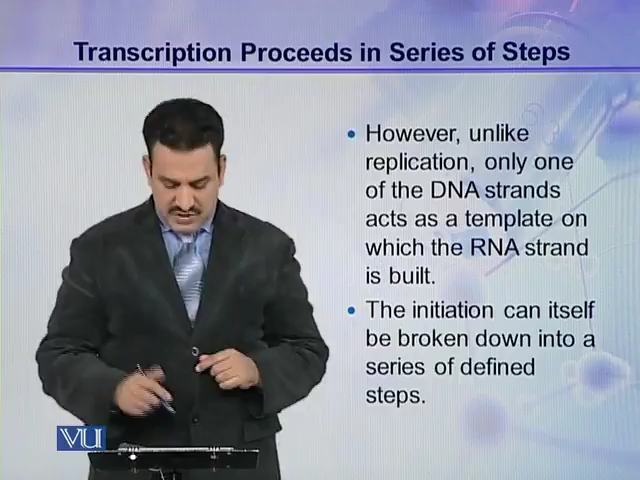 Transcription Proceeds in Series of Steps
However, unlike
replication, only one
of the DNA strands
acts as a template on
which the RNA strand
is built.
The initiation can itself
be broken down into a
series of defined
steps.
VU